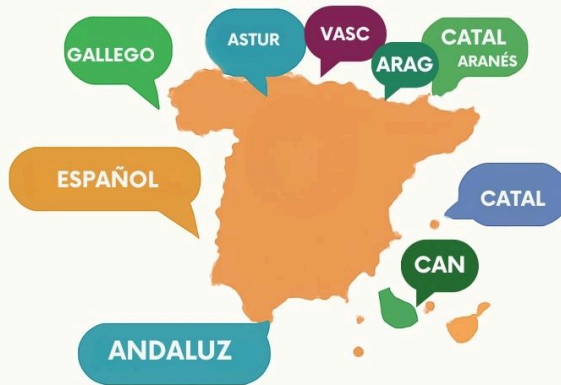 GALLEGO
ASTUR
VASC
ARAG
CATAL
ARANÉS
ESPAÑOL
CATAL
CAN
ANDALUZ